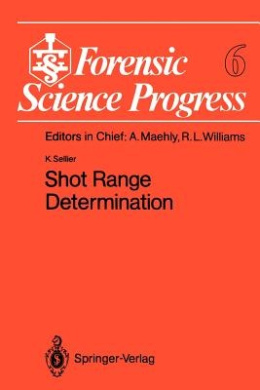 Forensic
Science Progress
6
Editors in Chief: A. Maehly, R. L. Williams
K. Sellier
Shot Range
Determination
Springer-Verlag